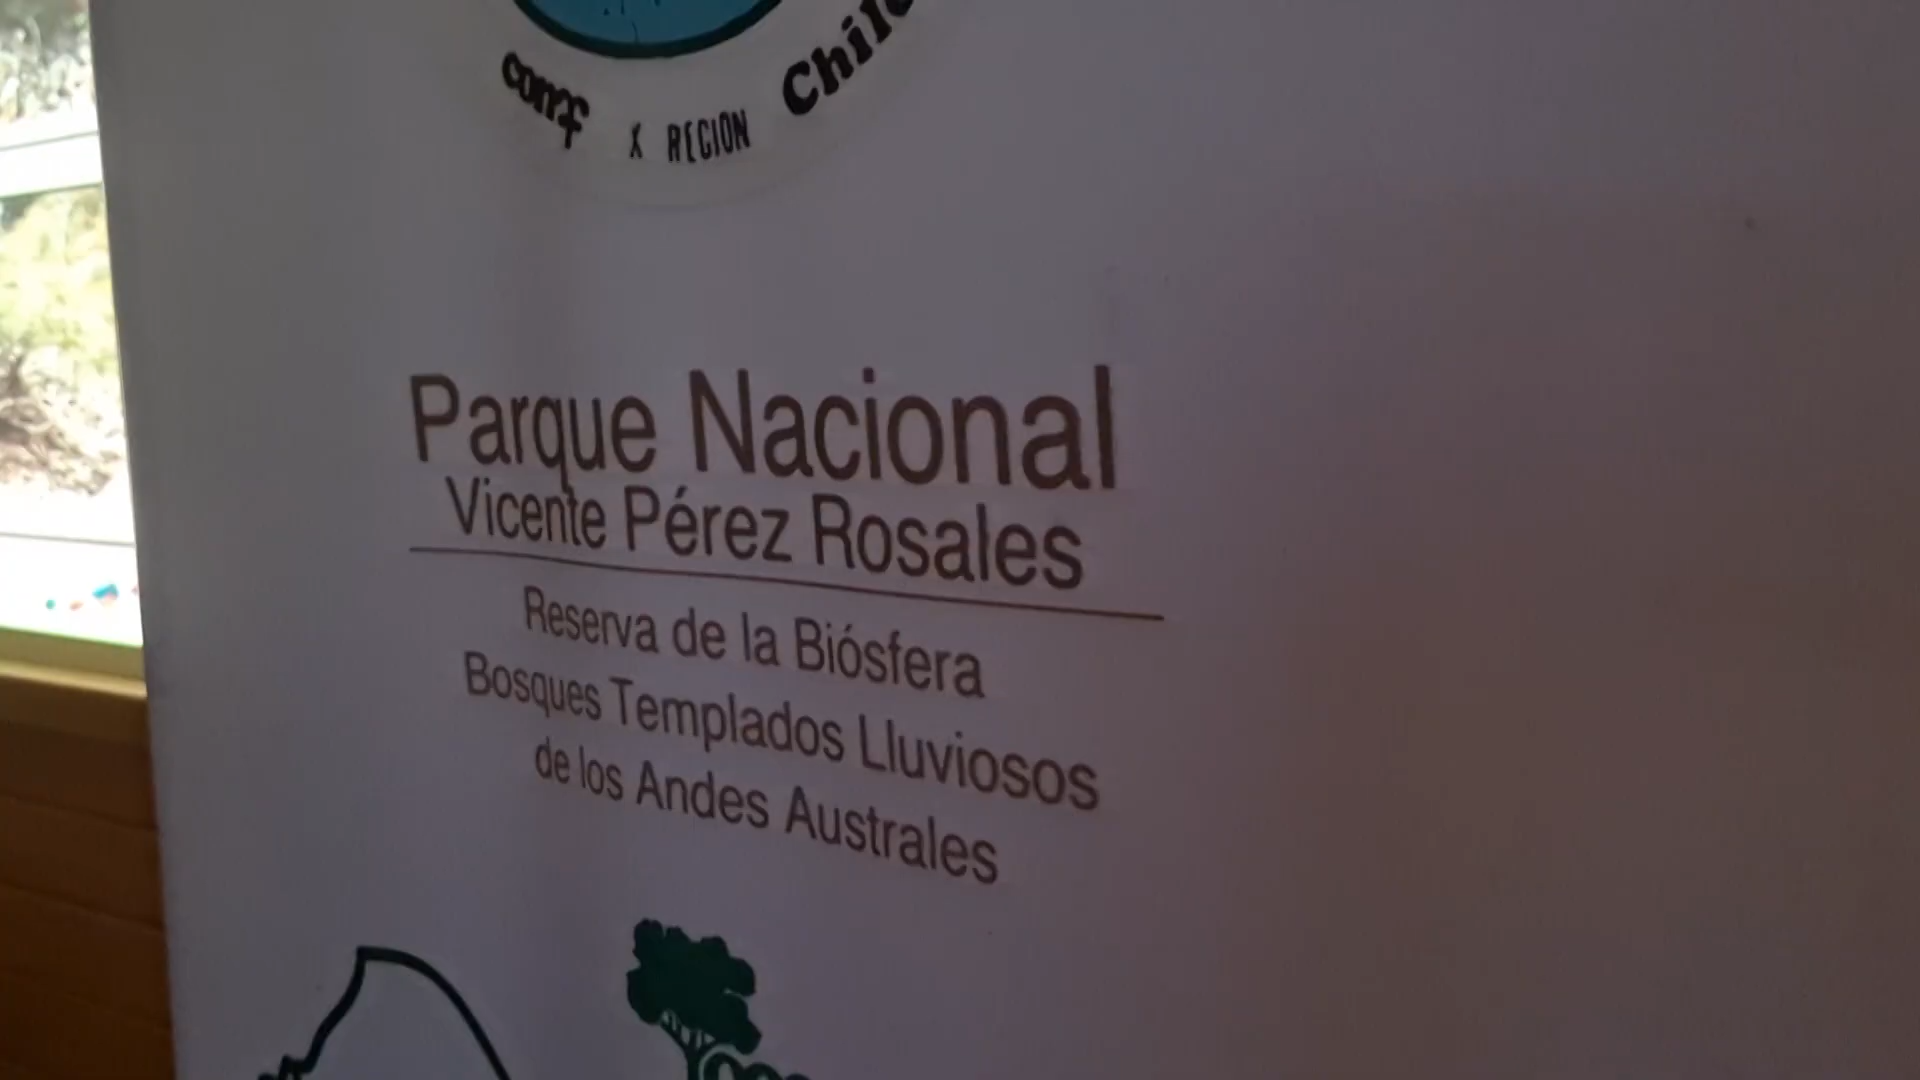 conaf X REGION Chile
Parque Nacional
Vicente Pérez Rosales
Reserva de la Biósfera
Bosques Templados Lluviosos
de los Andes Australes